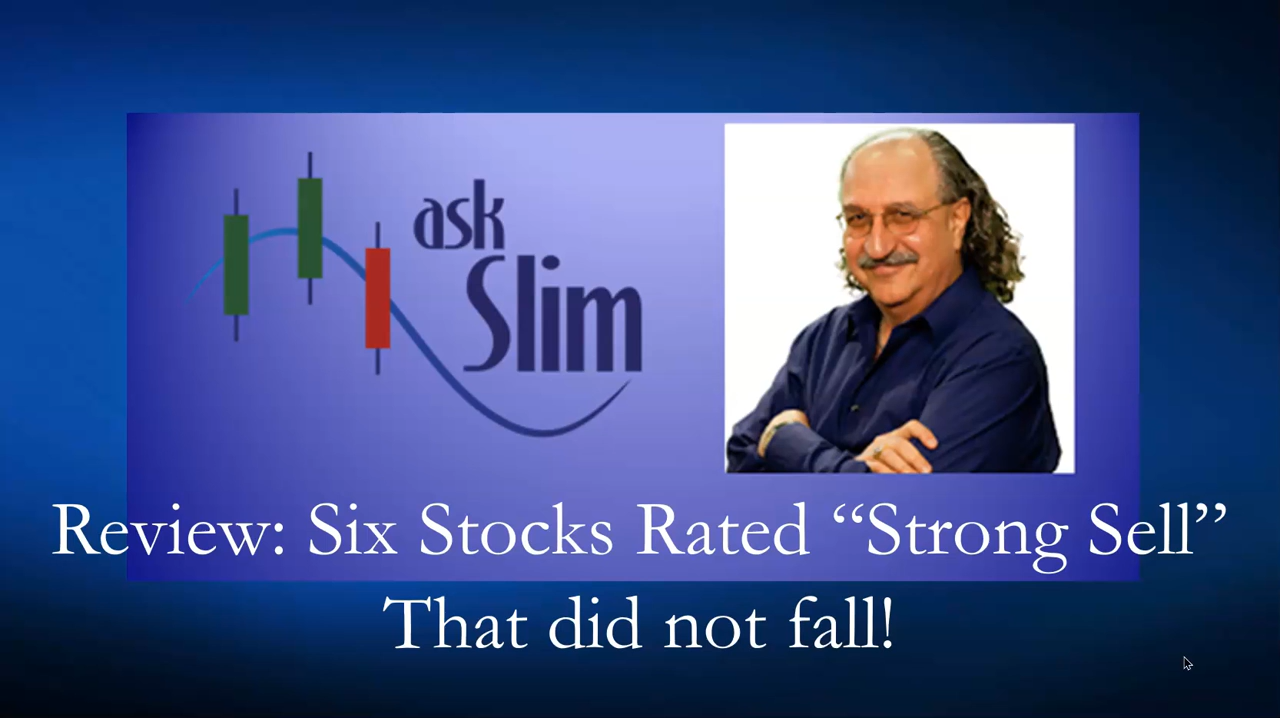 ask
Slim
Review: Six Stocks Rated “Strong Sell”
That did not fall!